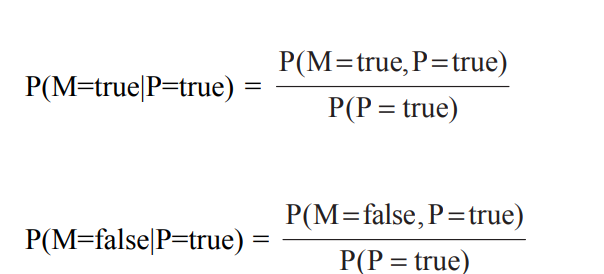 P(M=true|P=true) = P(M=true,P=true) / P(P = true)
P(M=false|P=true) = P(M=false,P=true) / P(P = true)